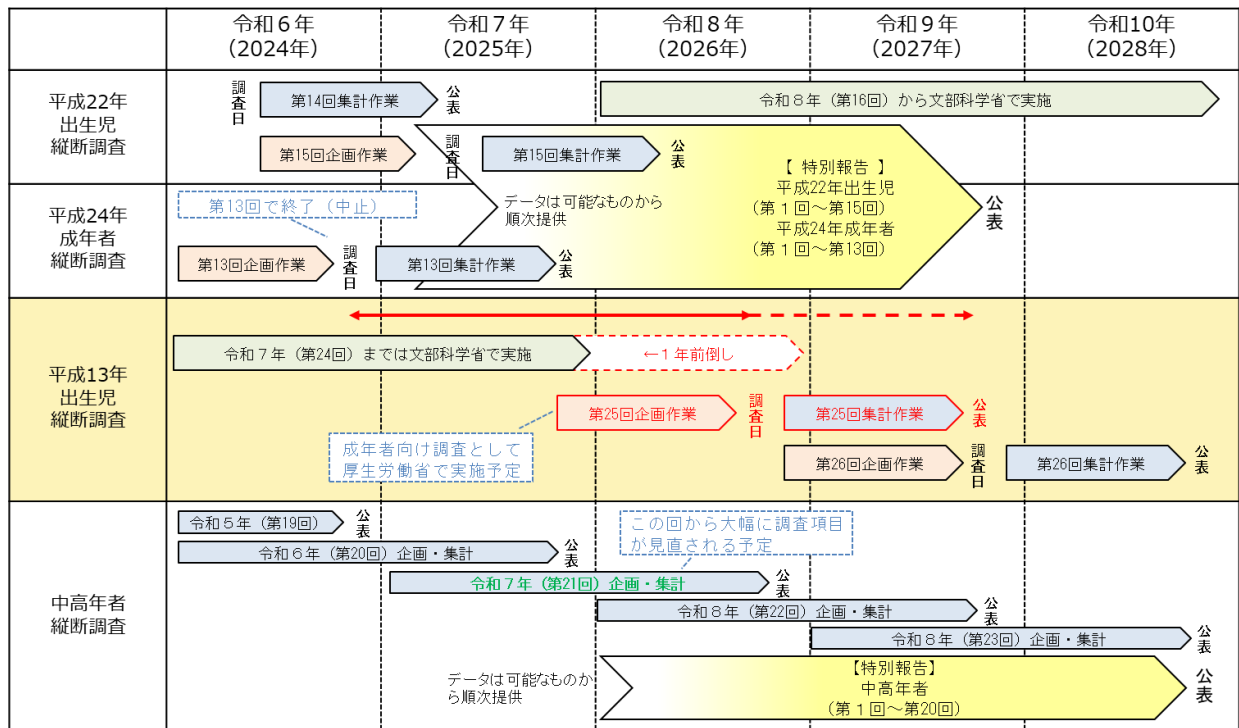 令和６年
（2024年）
令和７年
（2025年）
令和８年
（2026年）
令和９年
（2027年）
令和10年
（2028年）
平成22年
出生児
縦断調査
調査日
第14回集計作業
公表
令和８年（第16回）から文部科学省で実施
第15回企画作業
調査日
第15回集計作業
公表
【 特別報告 】
平成22年出生児
（第１回～第15回）
平成24年成年者
（第１回～第13回）
公表
データは可能なものから
順次提供
平成24年
成年者
縦断調査
第13回で終了（中止）
第13回企画作業
調査日
第13回集計作業
公表
平成13年
出生児
縦断調査
令和７年（第24回）までは文部科学省で実施
←１年前倒し
第25回企画作業
調査日
第25回集計作業
公表
成年者向け調査として
厚生労働省で実施予定
第26回企画作業
調査日
第26回集計作業
公表
中高年者
縦断調査
令和５年（第19回）
公表
令和６年（第20回）企画・集計
公表
この回から大幅に調査項目
が見直される予定
令和７年（第21回）企画・集計
公表
令和８年（第22回）企画・集計
公表
令和８年（第23回）企画・集計
公表
データは可能なものか
ら順次提供
【特別報告】
中高年者
（第１回～第20回）
公表